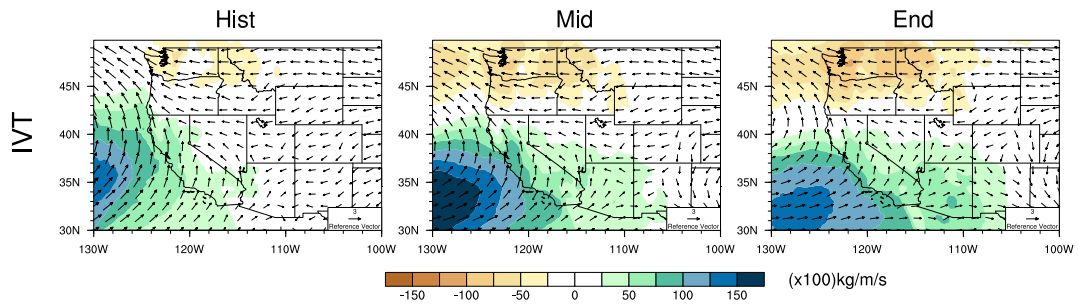 Hist Mid End
IVT
45N 45N 45N
40N 40N 40N
35N 35N 35N
30N 30N 30N
3 3 3
Reference Vector Reference Vector Reference Vector
130W 120W 110W 100W 130W 120W 110W 100W 130W 120W 110W 100W
-150 -100 -50 0 50 100 150 (x100)kg/m/s